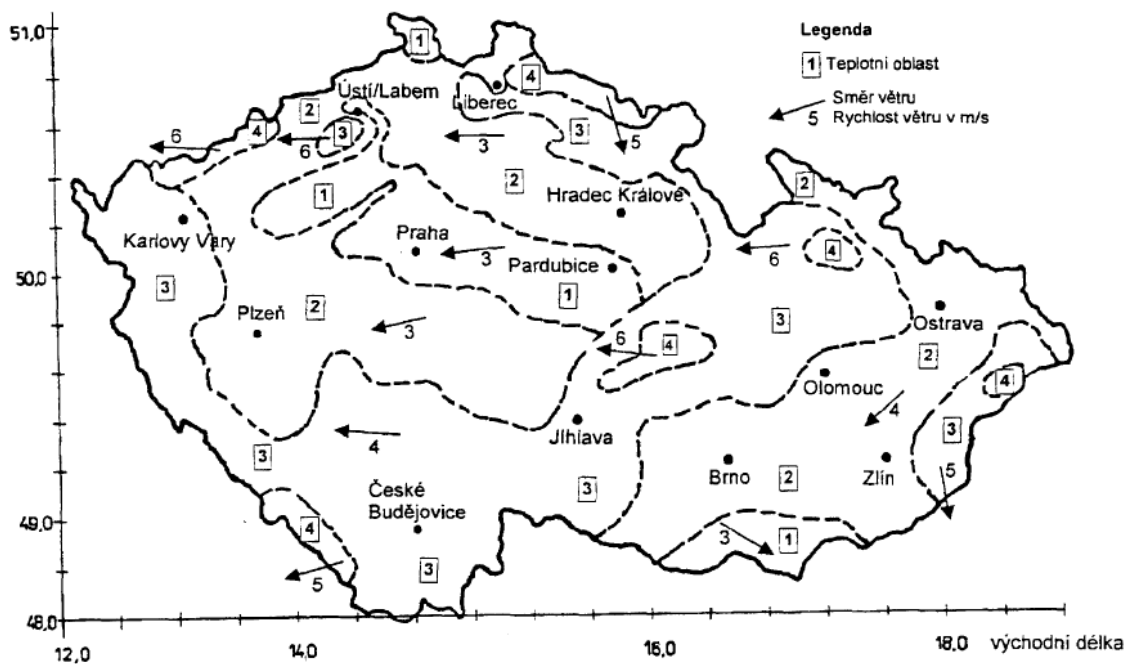 51,0
50,0
49,0
48,0
12,0
14,0
16,0
18,0
východní délka
Legenda
1 Teplotní oblast
Směr větru
5 Rychlost větru v m/s
1
4
Liberec
Ústí/Labem
2
4
3
6
6
3
3
5
2
1
2
Hradec Králové
Karlovy Vary
Praha
3
Pardubice
6
4
3
Plzeň
2
1
3
3
Ostrava
6
4
2
4
Olomouc
4
4
Jlhlava
3
3
3
Brno
2
Zlín
5
České
Budějovice
4
5
3
3
1